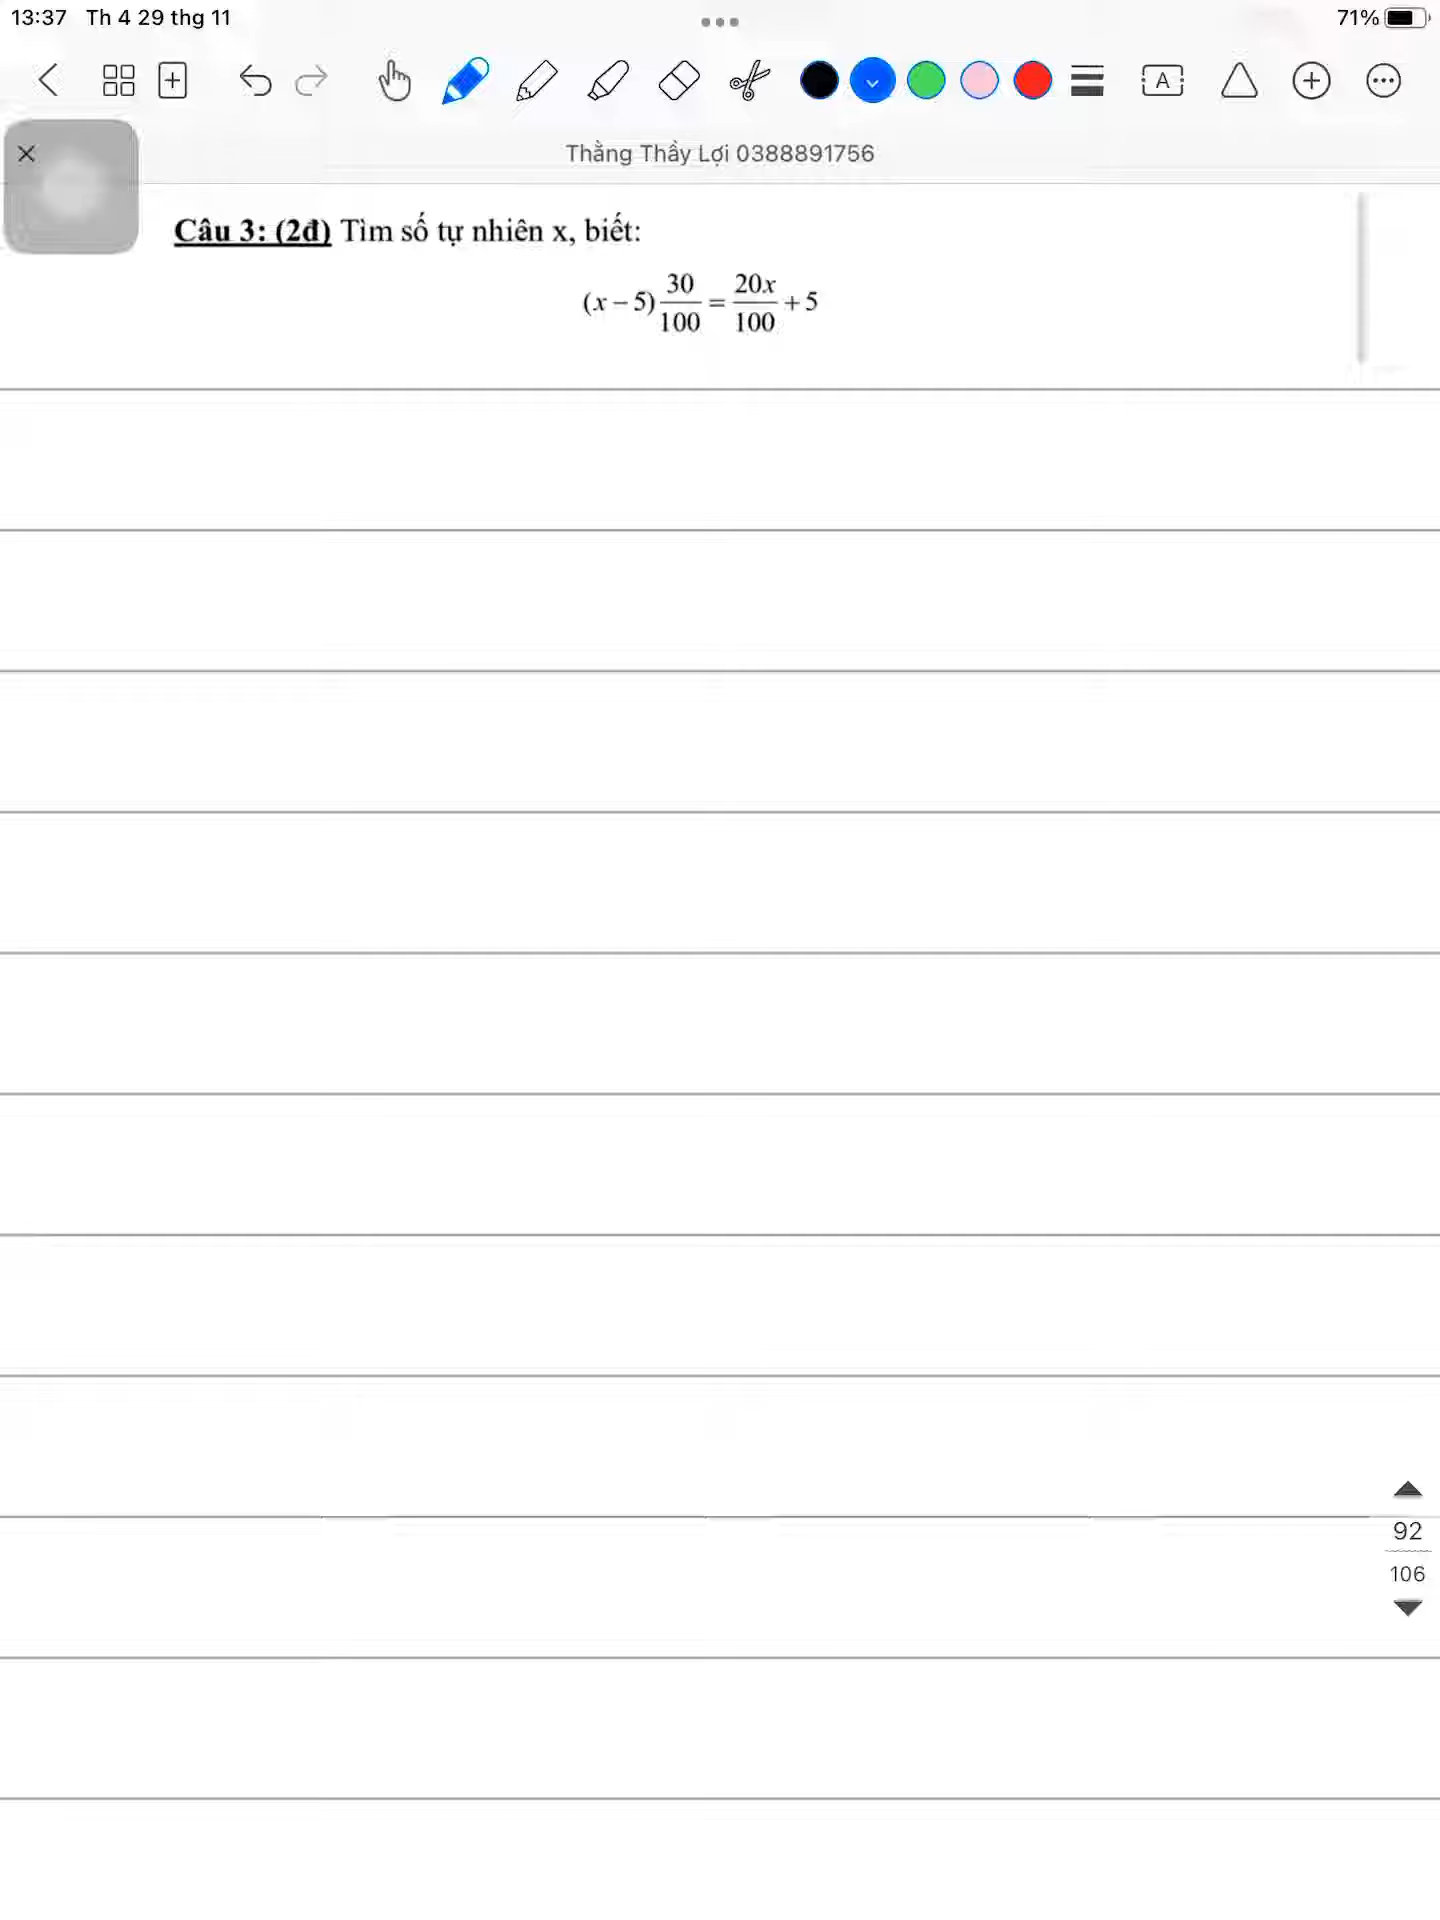 13:37 Th 4 29 thg 11
71%
A
Thằng Thầy Lợi 0388891756
Câu 3: (2đ) Tìm số tự nhiên x, biết:
(x − 5) 30/100 = 20x/100 + 5
92
106